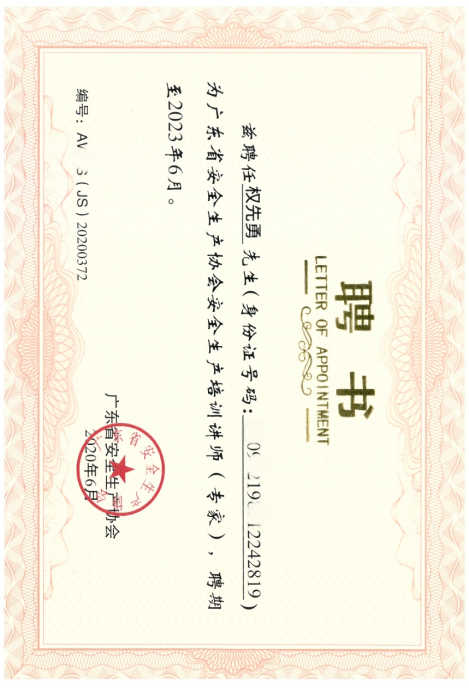 聘书
LETTER OF APPOINTMENT
兹聘任权先勇先生(身份证号码: 09 219 12242819)
为广东省安全生产协会安全生产培训讲师(专家),聘期
至2023年6月。
广东省安全生产协会
2020年6月
编号: AV S(JS)20200372